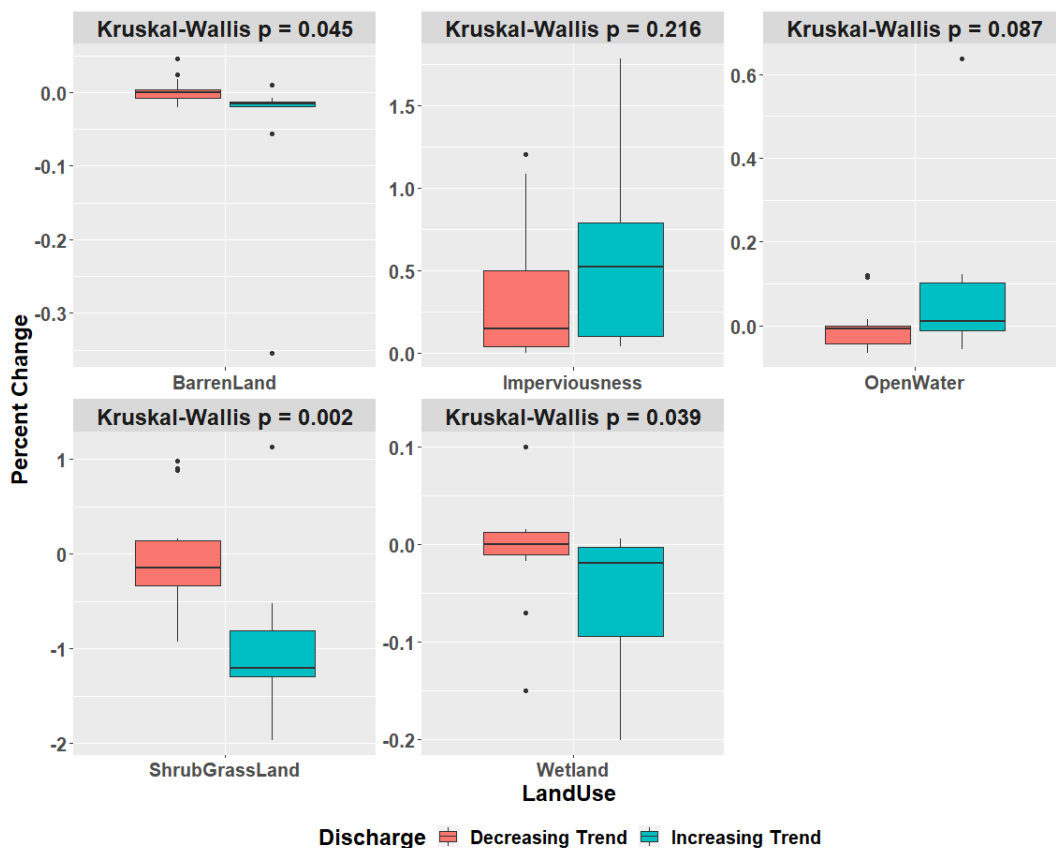 Kruskal-Wallis p = 0.045
Kruskal-Wallis p = 0.216
Kruskal-Wallis p = 0.087
0.0
-0.1
-0.2
-0.3
1.5
1.0
0.5
0.0
0.6
0.4
0.2
0.0
BarrenLand
Imperviousness
OpenWater
Percent Change
Kruskal-Wallis p = 0.002
Kruskal-Wallis p = 0.039
1
0
-1
-2
0.1
0.0
-0.1
-0.2
ShrubGrassLand
Wetland
LandUse
Discharge Decreasing Trend Increasing Trend